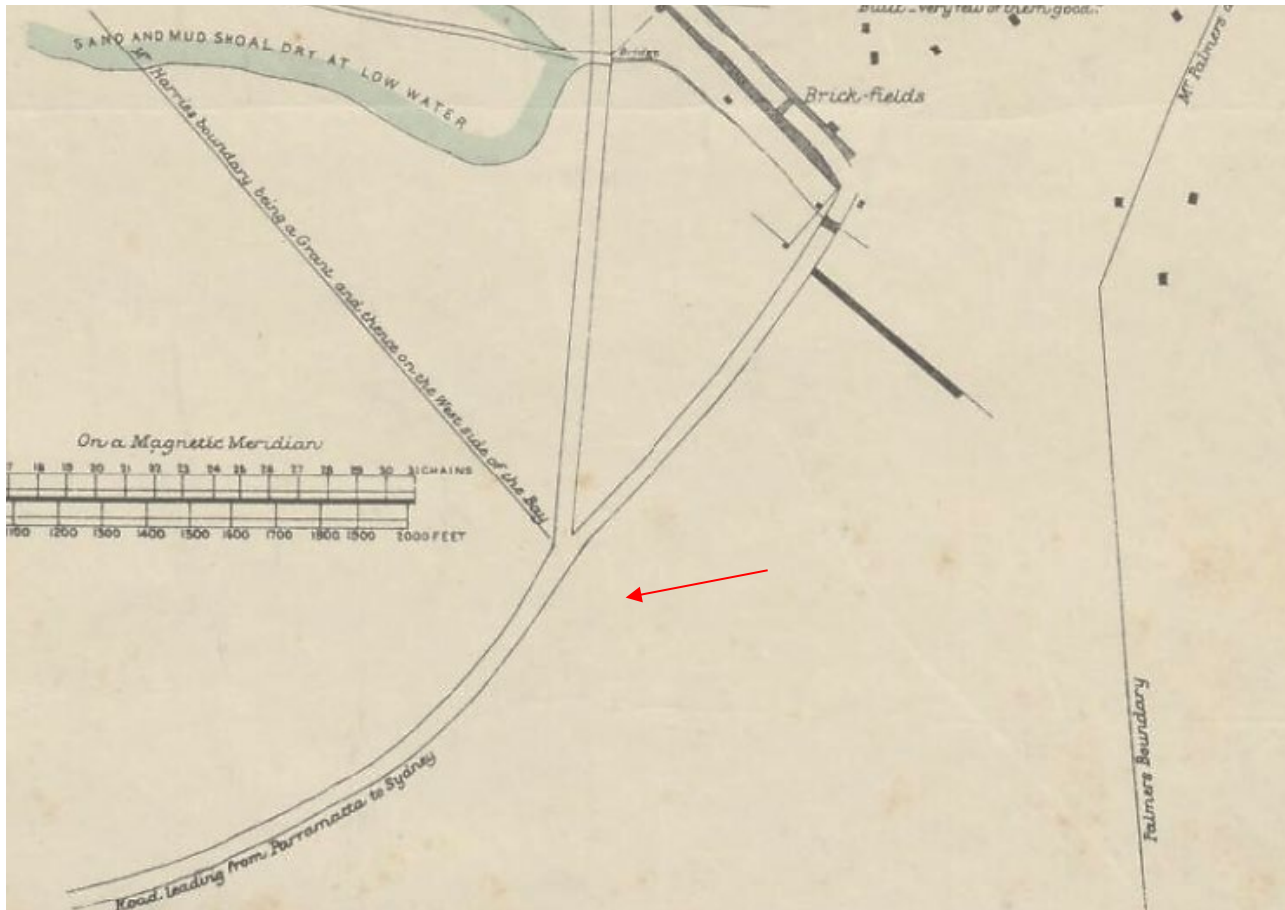 Built - very few of them good."
SAND AND MUD SHOAL DRY AT LOW WATER
Bridge
Brick-fields
Mr Palmers
Mr Harries boundary being a Grant and thence on the West side of the Bay
On a Magnetic Meridian
18 19 20 21 22 23 24 25 26 27 28 29 30 31 CHAINS
1100 1200 1300 1400 1500 1600 1700 1800 1900 2000 FEET
Palmers Boundary
Road leading from Parramatta to Sydney